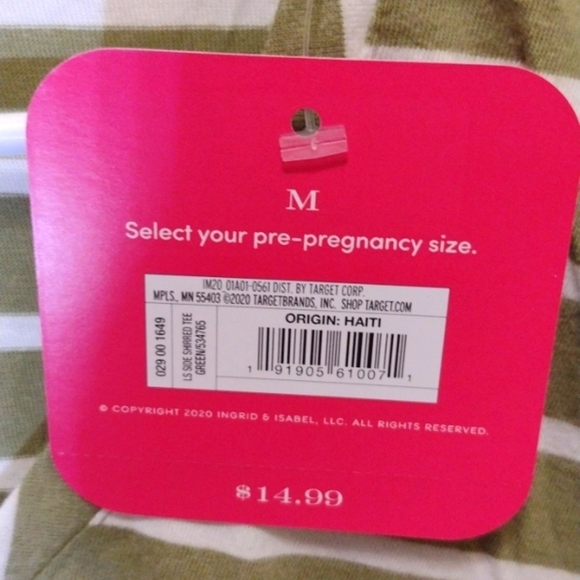 M
Select your pre-pregnancy size.
IM20 01A01-0561 DIST. BY TARGET CORP.
MPLS., MN 55403 ©2020 TARGETBRANDS, INC. SHOP TARGET.COM
029 00 1649
LS SIDE SHIRRED TEE
GREEN/534765
ORIGIN: HAITI
1 91905 61007 1
© COPYRIGHT 2020 INGRID & ISABEL, LLC. ALL RIGHTS RESERVED.
$14.99